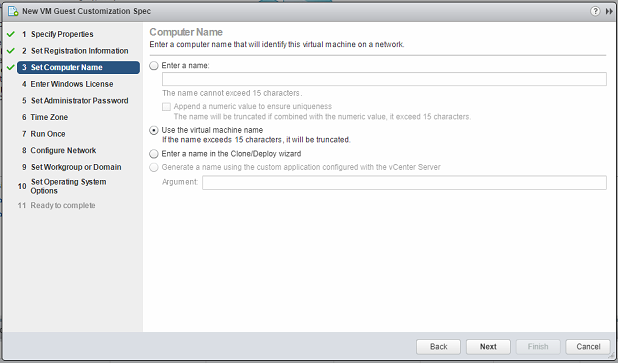 New VM Guest Customization Spec
?
1 Specify Properties
2 Set Registration Information
3 Set Computer Name
4 Enter Windows License
5 Set Administrator Password
6 Time Zone
7 Run Once
8 Configure Network
9 Set Workgroup or Domain
10 Set Operating System
Options
11 Ready to complete
Computer Name
Enter a computer name that will identify this virtual machine on a network.
Enter a name:
The name cannot exceed 15 characters.
Append a numeric value to ensure uniqueness
The name will be truncated if combined with the numeric value, it exceed 15 characters.
Use the virtual machine name
If the name exceeds 15 characters, it will be truncated.
Enter a name in the Clone/Deploy wizard
Generate a name using the custom application configured with the vCenter Server
Argument:
Back
Next
Finish
Cancel